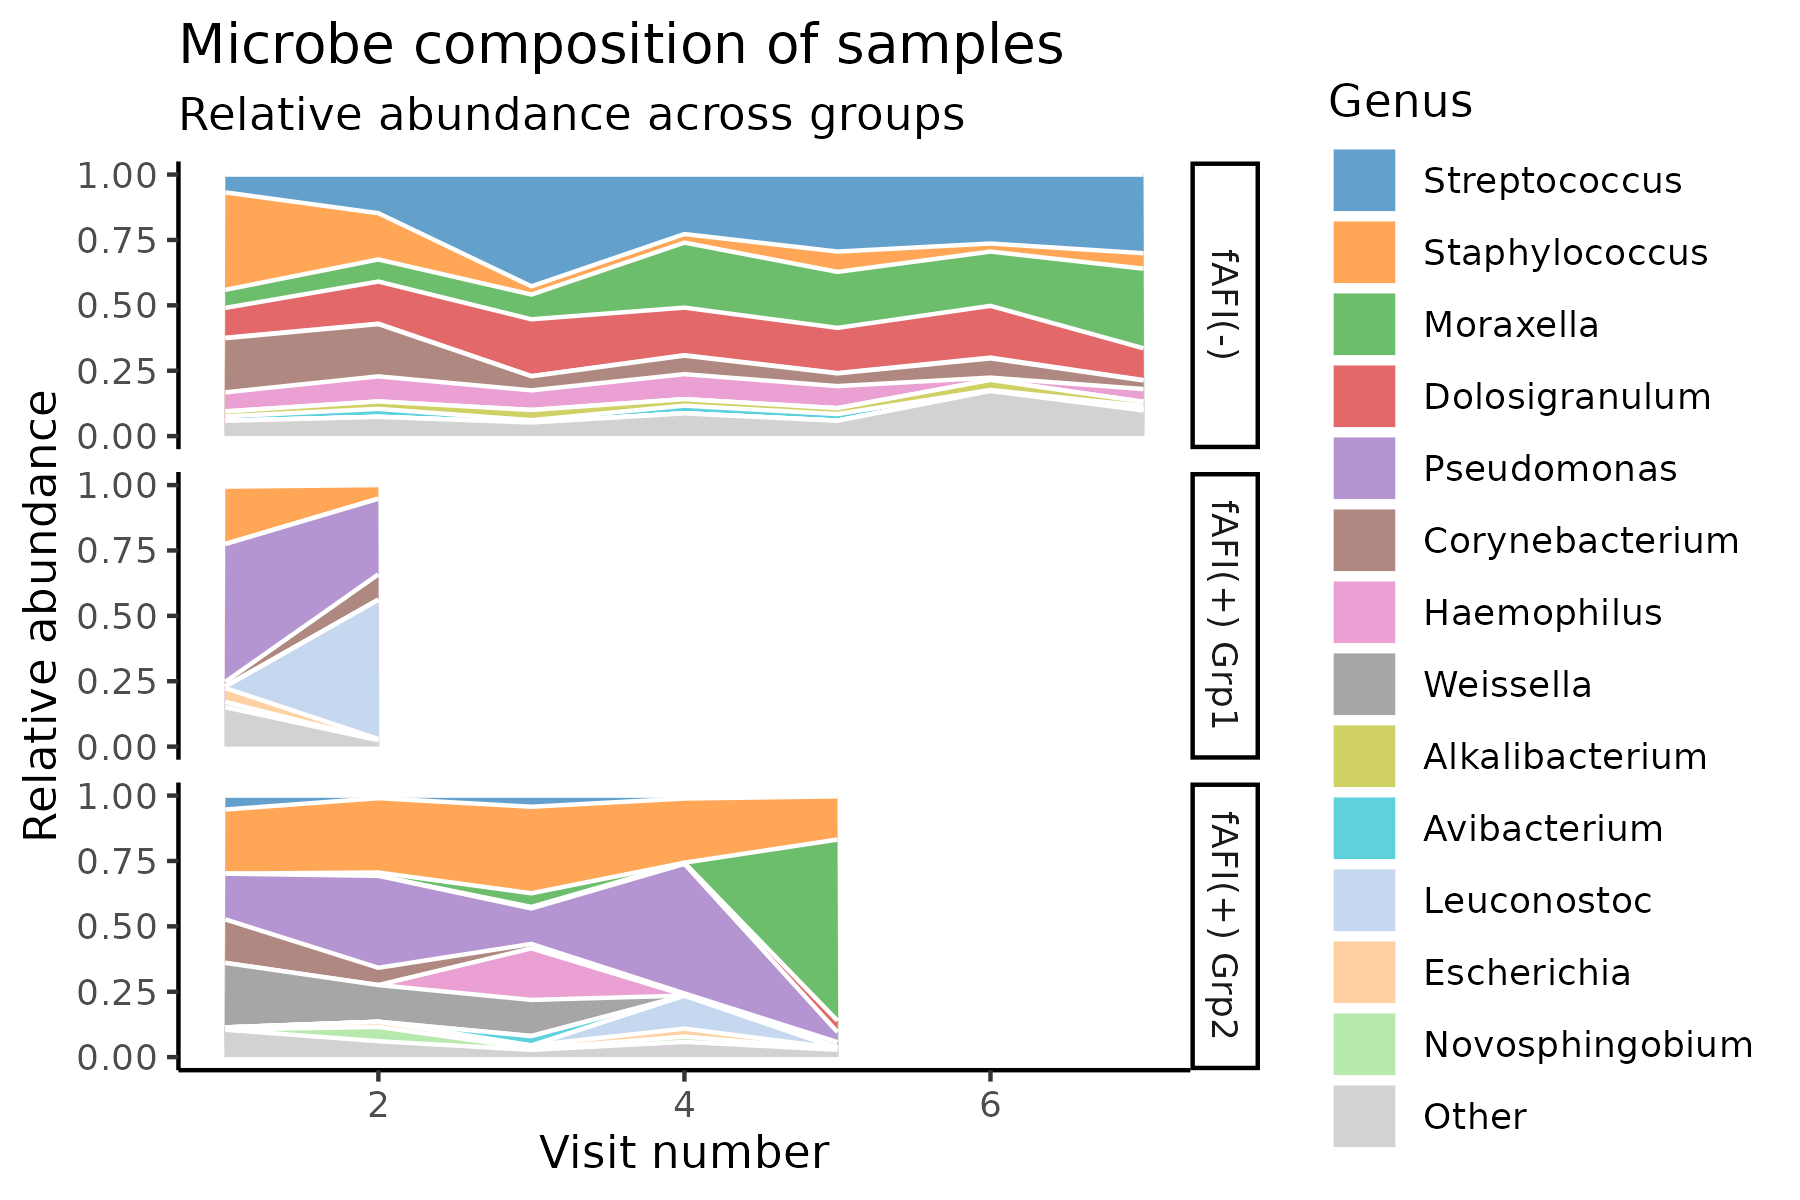 Microbe composition of samples
Relative abundance across groups
Relative abundance
1.00
0.75
0.50
0.25
0.00
fAFI(-)
1.00
0.75
0.50
0.25
0.00
fAFI(+) Grp1
1.00
0.75
0.50
0.25
0.00
fAFI(+) Grp2
2 4 6
Visit number
Genus
Streptococcus
Staphylococcus
Moraxella
Dolosigranulum
Pseudomonas
Corynebacterium
Haemophilus
Weissella
Alkalibacterium
Avibacterium
Leuconostoc
Escherichia
Novosphingobium
Other